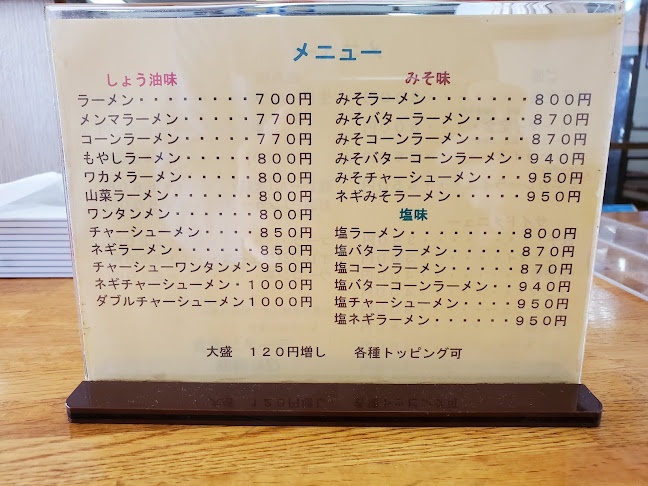 メニュー
しょう油味
ラーメン・・・・・・・・７００円
メンマラーメン・・・・・７７０円
コーンラーメン・・・・・７７０円
もやしラーメン・・・・・８００円
ワカメラーメン・・・・・８００円
山菜ラーメン・・・・・・８００円
ワンタンメン・・・・・・８００円
チャーシューメン・・・・８５０円
ネギラーメン・・・・・・８５０円
チャーシューワンタンメン９５０円
ネギチャーシューメン・１０００円
ダブルチャーシューメン１０００円
みそ味
みそラーメン・・・・・・・８００円
みそバターラーメン・・・・８７０円
みそコーンラーメン・・・・８７０円
みそバターコーンラーメン・９４０円
みそチャーシューメン・・・９５０円
ネギみそラーメン・・・・・９５０円
塩味
塩ラーメン・・・・・・・・８００円
塩バターラーメン・・・・・８７０円
塩コーンラーメン・・・・・８７０円
塩バターコーンラーメン・・９４０円
塩チャーシューメン・・・・９５０円
塩ネギラーメン・・・・・・９５０円
大盛　１２０円増し　　各種トッピング可